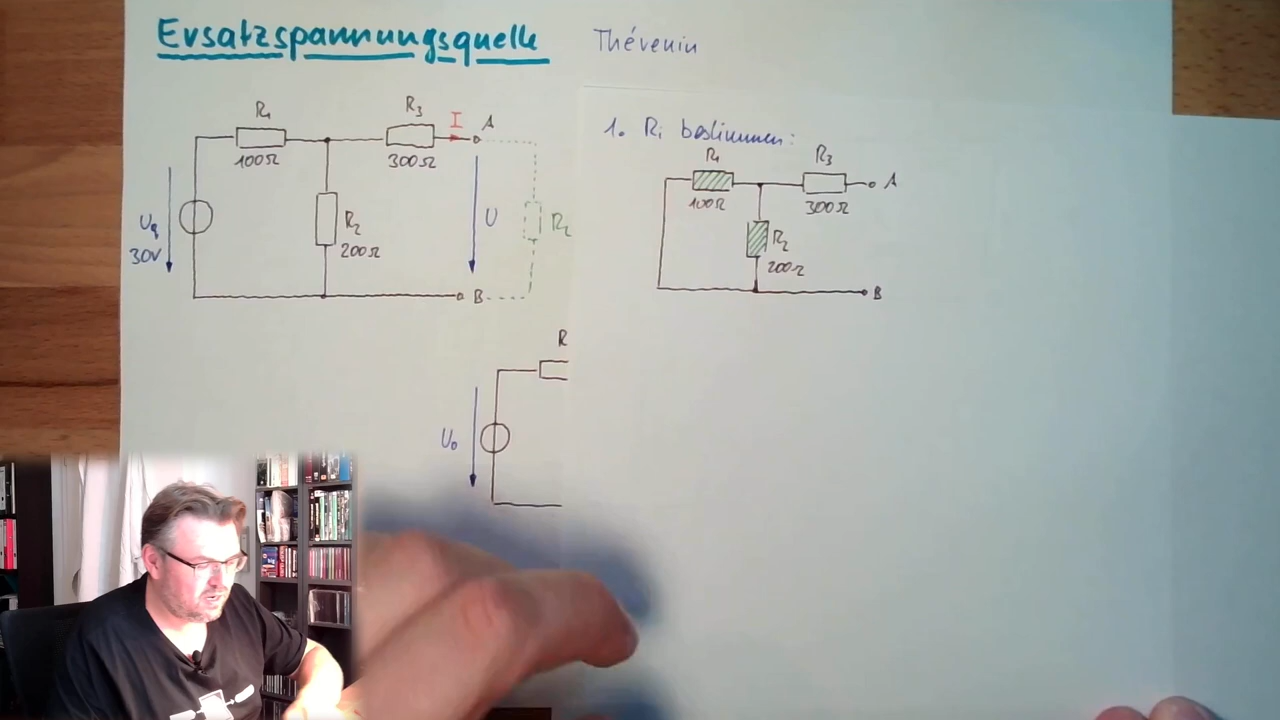 Ersatzspannungsquelle Thévenin
R₁
100Ω
R₃
300Ω
I
A
U
Uq
30V
R₂
200Ω
B
RL
1. Ri bestimmen:
R₁
100Ω
R₃
300Ω
A
R₂
200Ω
B
R
U₀